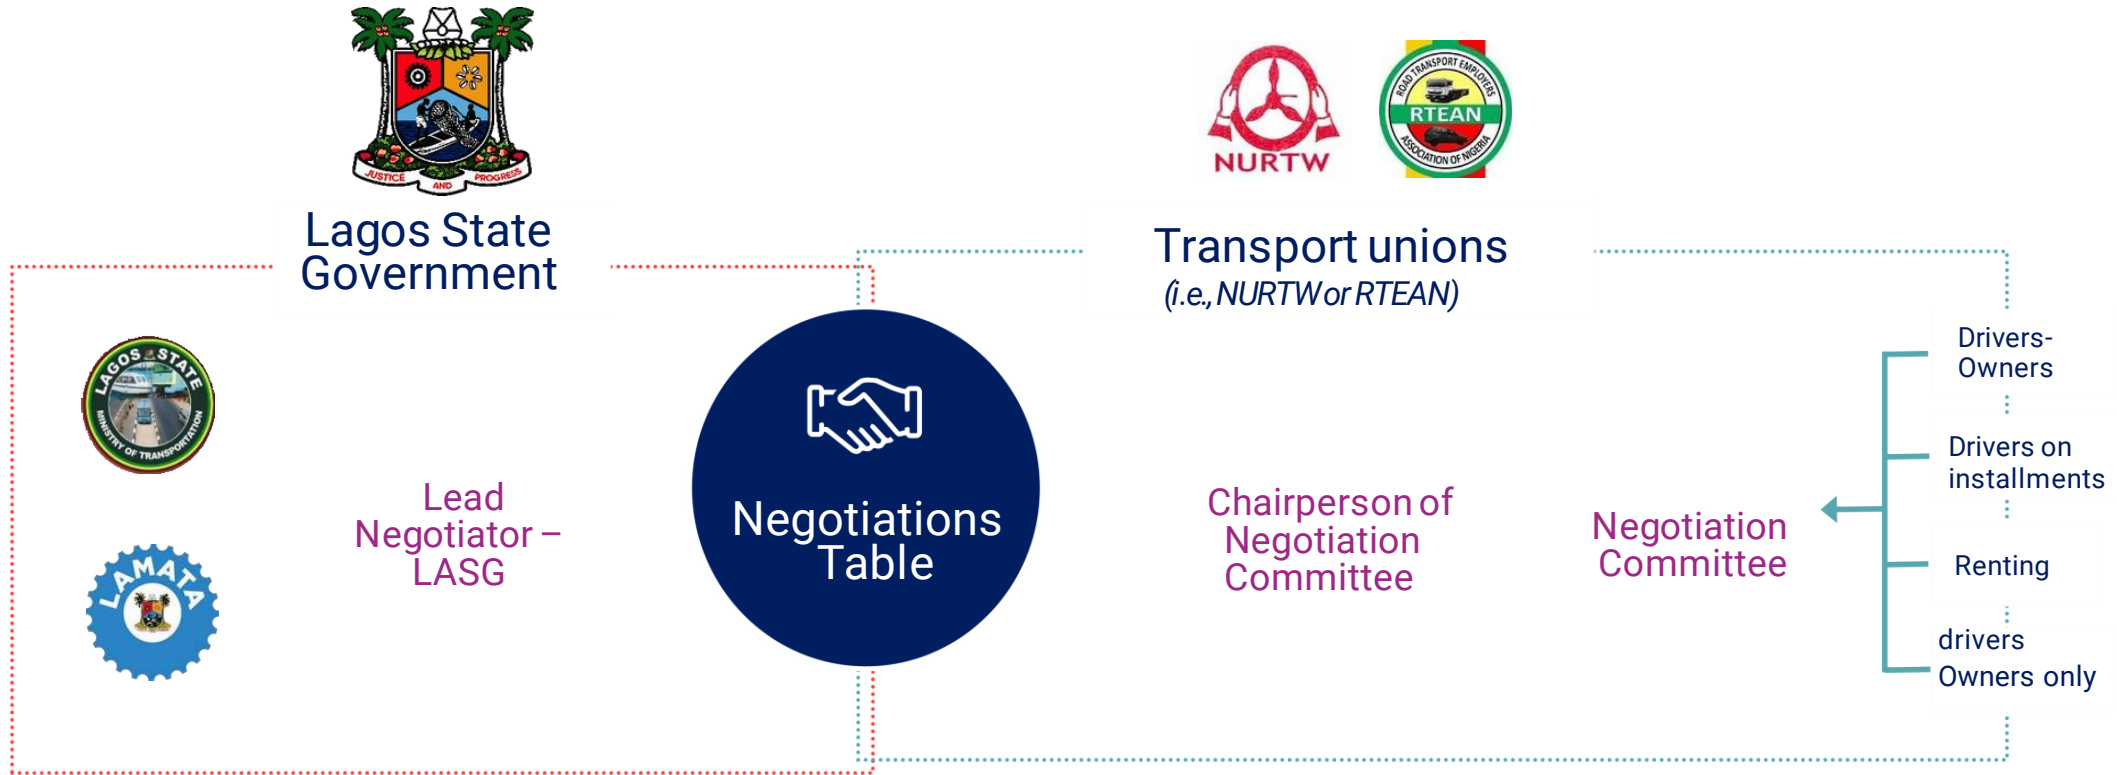 JUSTICE AND PROGRESS
NURTW
ROAD TRANSPORT EMPLOYERS
RTEAN
ASSOCIATION OF NIGERIA
Lagos State
Government
Transport unions
(i.e., NURTW or RTEAN)
LAGOS STATE
MINISTRY OF TRANSPORTATION
LAMATA
Lead
Negotiator –
LASG
Negotiations
Table
Chairperson of
Negotiation
Committee
Negotiation
Committee
Drivers-
Owners
Drivers on
installments
Renting
drivers
Owners only